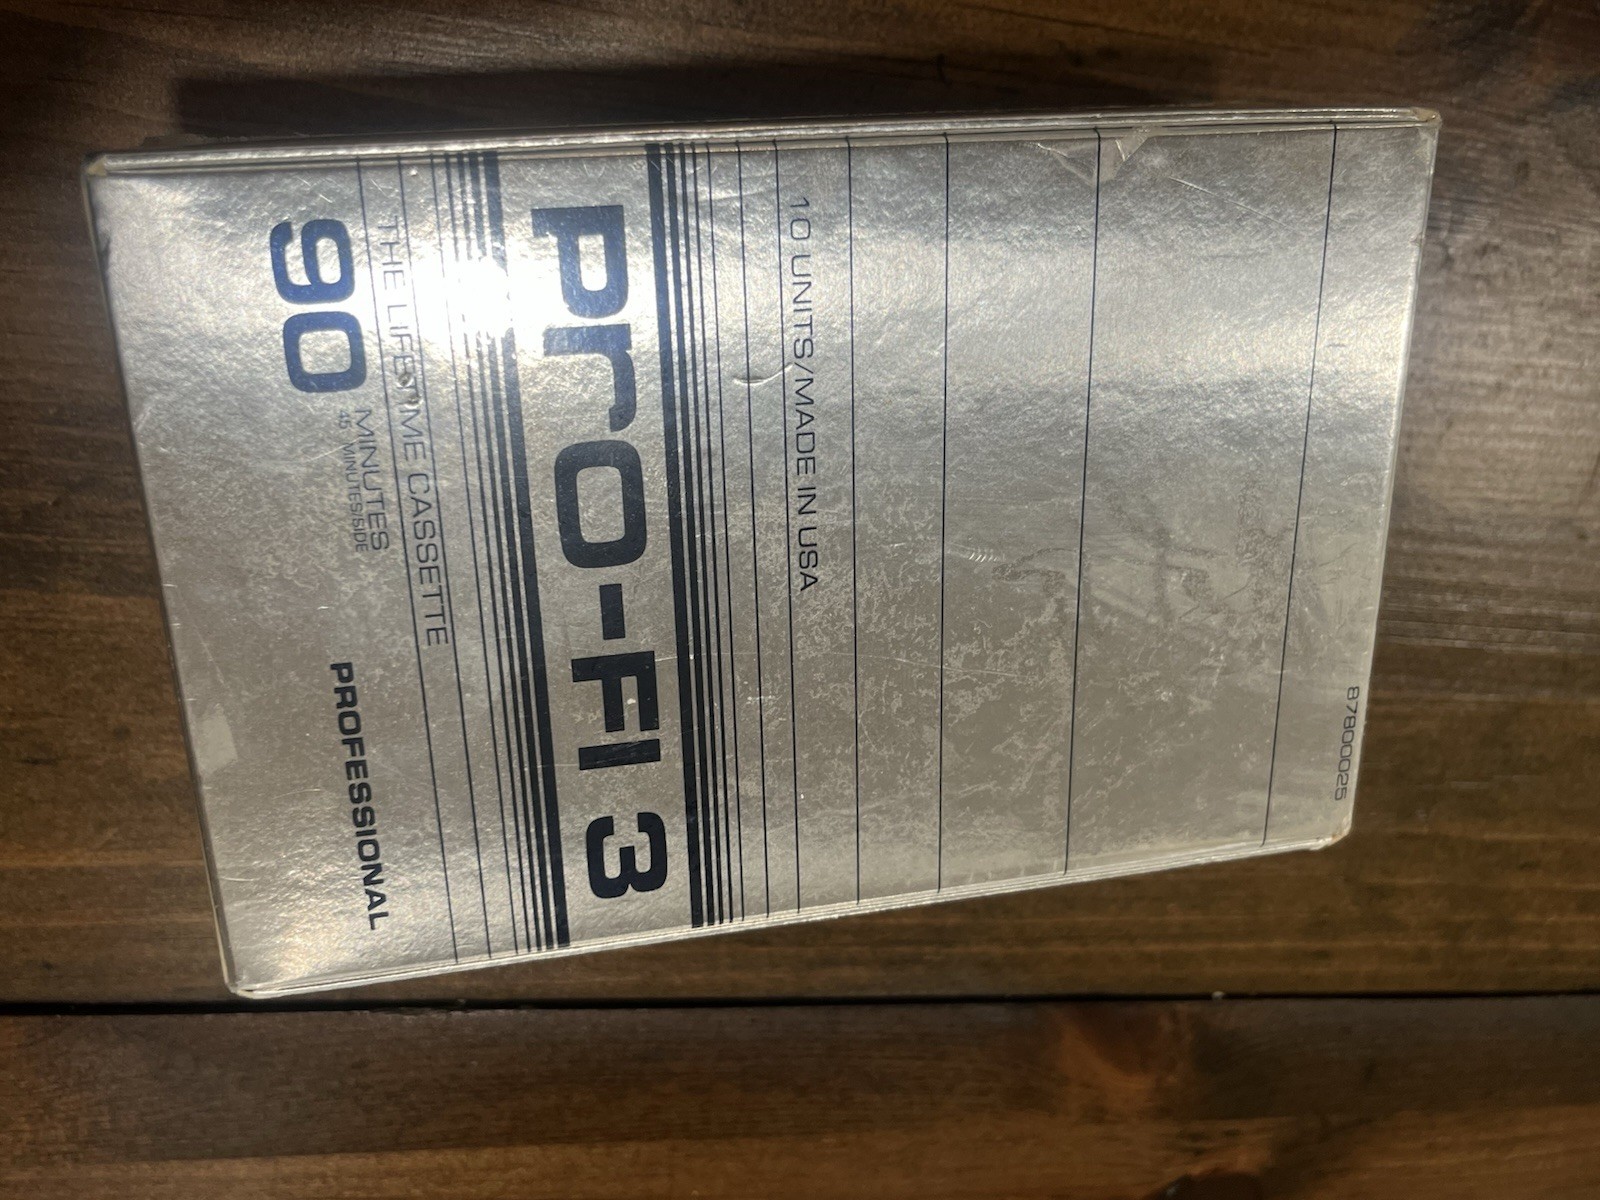 90 MINUTES
45 MINUTES/SIDE
PROFESSIONAL
THE LIFETIME CASSETTE
PRO-FI 3
10 UNITS/MADE IN USA
87800025